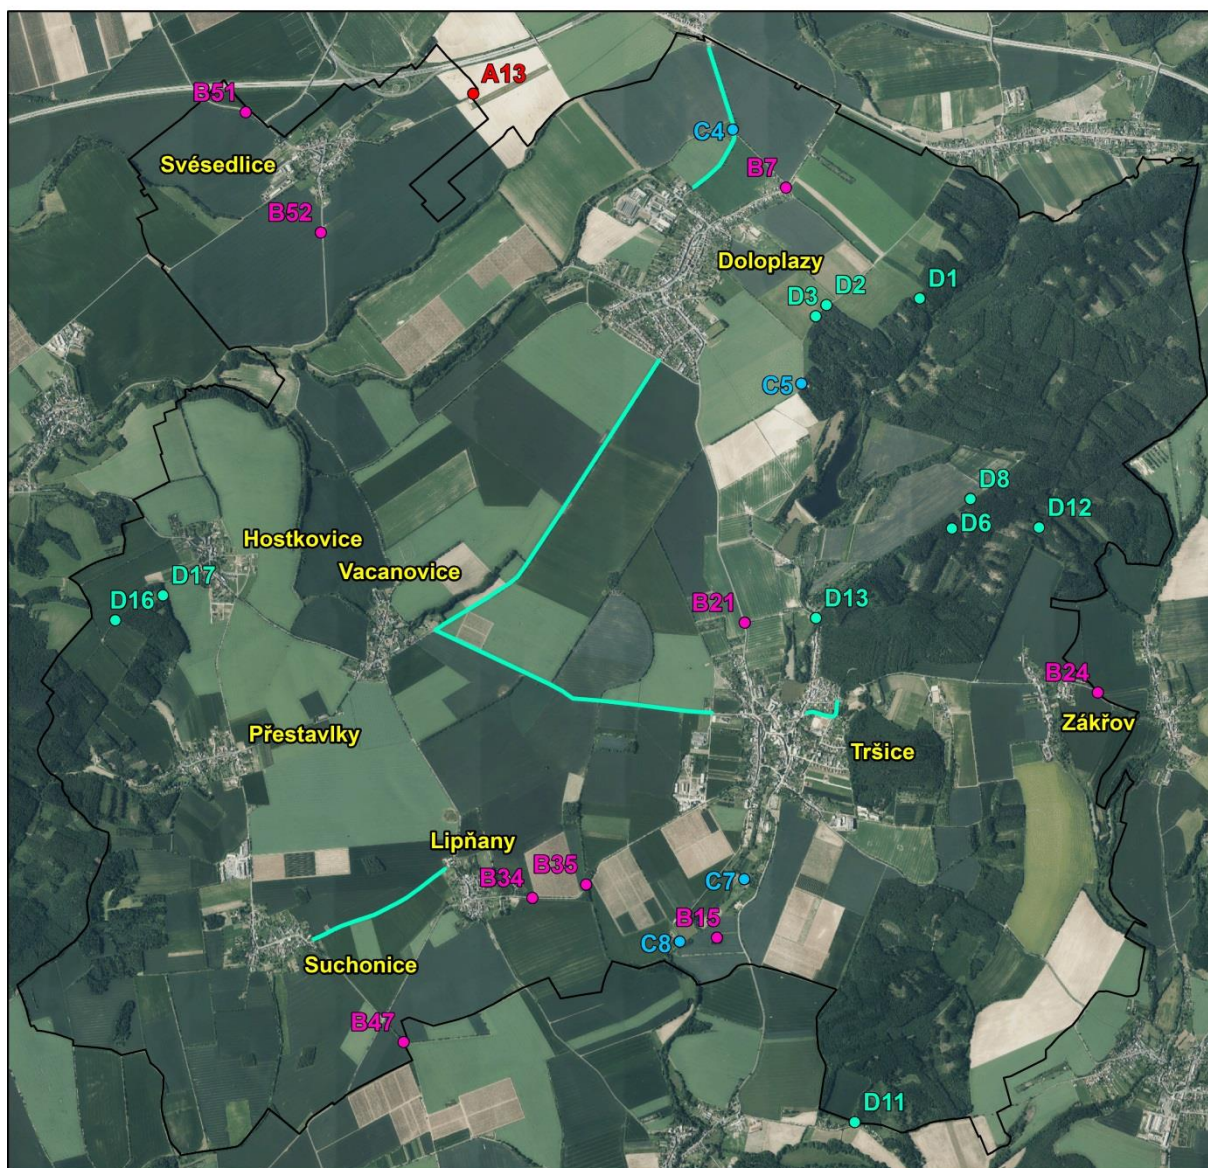 A13
B51
C4
Svésedlice
B7
B52
Doloplazy
D1
D2
D3
C5
D8
D12
D6
Hostkovice
Vacanovice
D17
D16
B21
D13
B24
Zákřov
Přestavlky
Tršice
Lipňany
B35
B34
C7
B15
C8
Suchonice
B47
D11